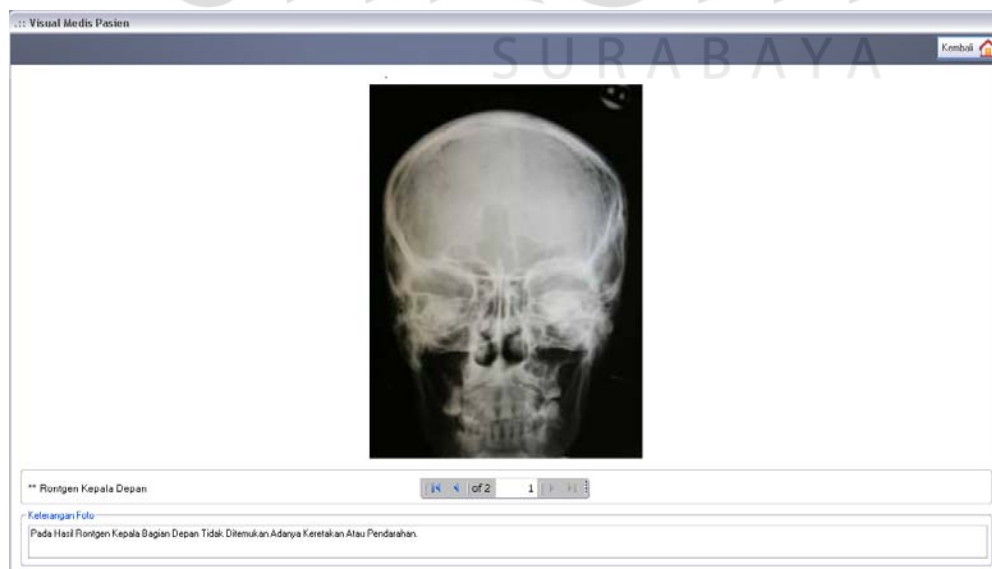 .:: Visual Medis Pasien
SURABAYA
Kembali
** Rontgen Kepala Depan
of 2 1
Keterangan Foto
Pada Hasil Rontgen Kepala Bagian Depan Tidak Ditemukan Adanya Keretakan Atau Pendarahan.